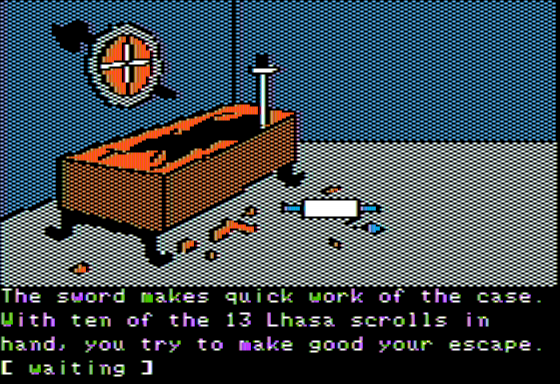 The sword makes quick work of the case.
With ten of the 13 Lhasa scrolls in
hand, you try to make good your escape.
[ waiting ]